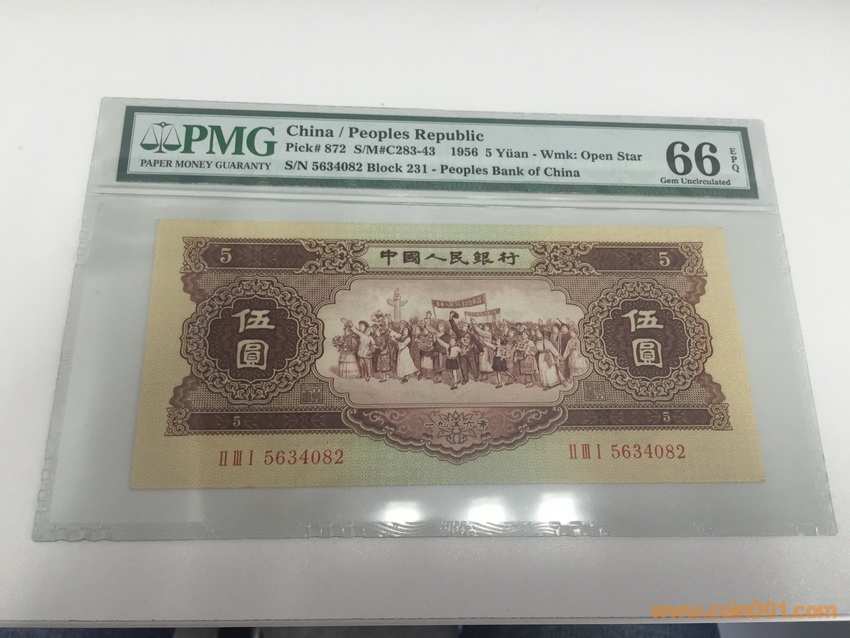 PMG
PAPER MONEY GUARANTY
China / Peoples Republic
Pick# 872 S/M#C283-43 1956 5 Yüan - Wmk: Open Star
S/N 5634082 Block 231 - Peoples Bank of China
66 EPQ
Gem Uncirculated
5 中國人民銀行 5
伍圓 伍圓
5 一九五六年 5
II III I 5634082 II III I 5634082
www.coin001.com